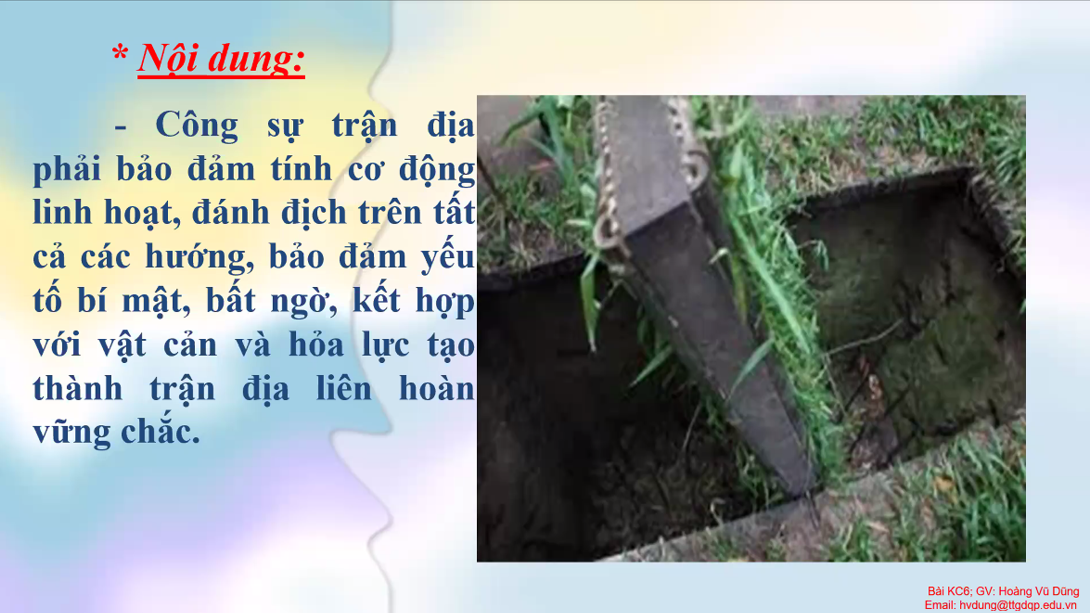 * Nội dung:
- Công sự trận địa
phải bảo đảm tính cơ động
linh hoạt, đánh địch trên tất
cả các hướng, bảo đảm yếu
tố bí mật, bất ngờ, kết hợp
với vật cản và hỏa lực tạo
thành trận địa liên hoàn
vững chắc.
Bài KC6; GV: Hoàng Vũ Dũng
Email: hvdung@ttgdqp.edu.vn